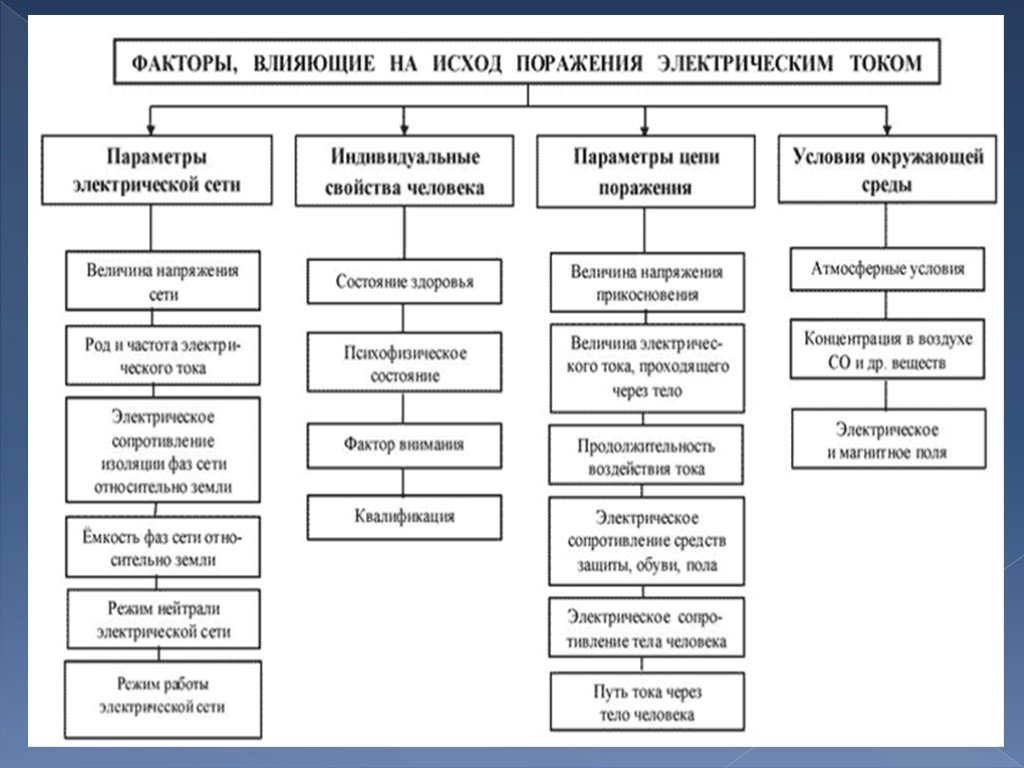 ФАКТОРЫ, ВЛИЯЮЩИЕ НА ИСХОД ПОРАЖЕНИЯ ЭЛЕКТРИЧЕСКИМ ТОКОМ
Параметры
электрической сети
Величина напряжения
сети
Род и частота электри-
ческого тока
Электрическое
сопротивление
изоляции фаз сети
относительно земли
Ёмкость фаз сети отно-
сительно земли
Режим нейтрали
электрической сети
Режим работы
электрической сети
Индивидуальные
свойства человека
Состояние здоровья
Психофизическое
состояние
Фактор внимания
Квалификация
Параметры цепи
поражения
Величина напряжения
прикосновения
Величина электричес-
кого тока, проходящего
через тело
Продолжительность
воздействия тока
Электрическое
сопротивление средств
защиты, обуви, пола
Электрическое сопро-
тивление тела человека
Путь тока через
тело человека
Условия окружающей
среды
Атмосферные условия
Концентрация в воздухе
СО и др. веществ
Электрическое
и магнитное поля